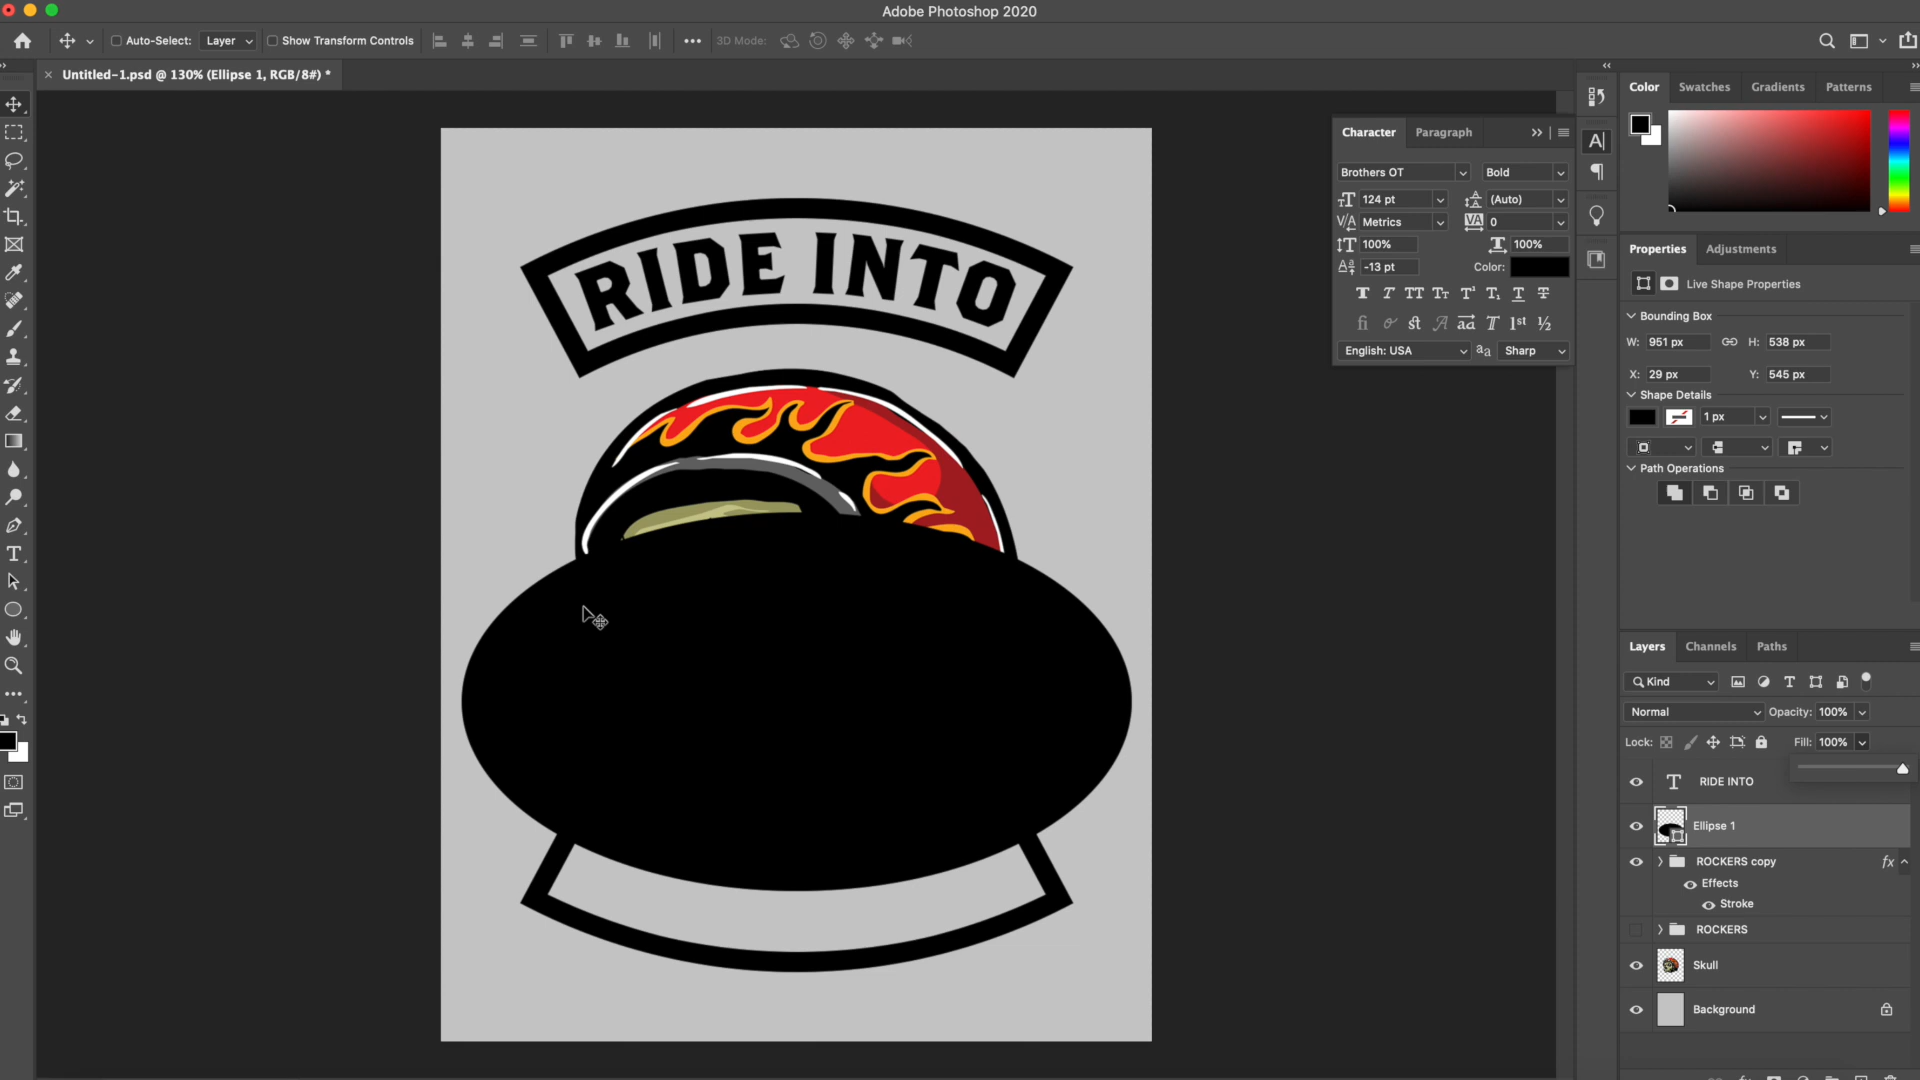 Adobe Photoshop 2020
Auto-Select: Layer Show Transform Controls 3D Mode:
Untitled-1.psd @ 130% (Ellipse 1, RGB/8#) *
Color Swatches Gradients Patterns
Character Paragraph
Brothers OT Bold
124 pt (Auto)
Metrics 0
100% 100%
-13 pt Color:
English: USA Sharp
RIDE INTO
Properties Adjustments
Live Shape Properties
Bounding Box
W: 951 px H: 538 px
X: 29 px Y: 545 px
Shape Details
1 px
Path Operations
Layers Channels Paths
Kind
Normal Opacity: 100%
Lock: Fill: 100%
RIDE INTO
Ellipse 1
ROCKERS copy fx
Effects
Stroke
ROCKERS
Skull
Background